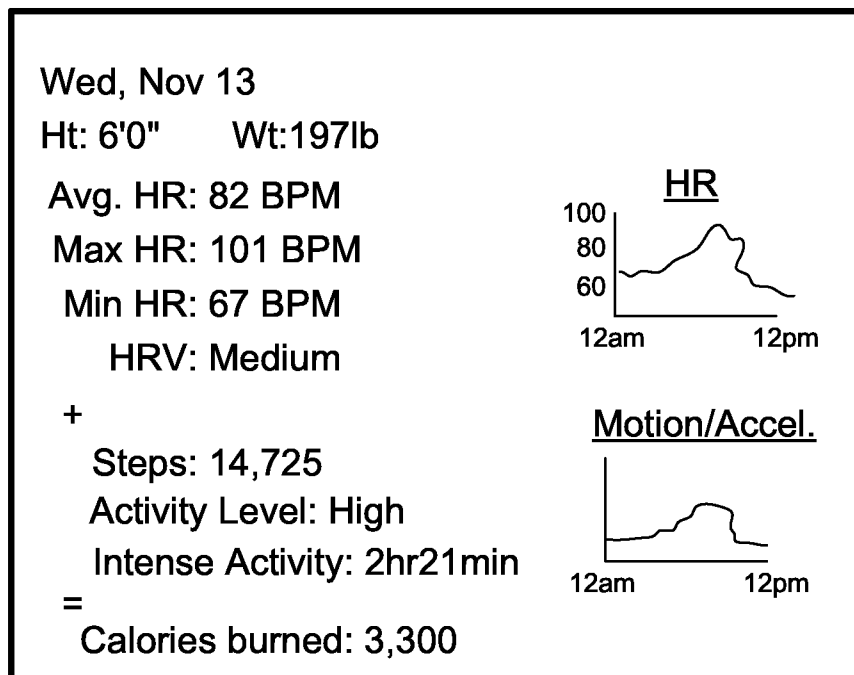 Wed, Nov 13
Ht: 6'0" Wt:197lb
Avg. HR: 82 BPM
Max HR: 101 BPM
Min HR: 67 BPM
HRV: Medium
+
Steps: 14,725
Activity Level: High
Intense Activity: 2hr21min
=
Calories burned: 3,300
HR
100
80
60
12am 12pm
Motion/Accel.
12am 12pm